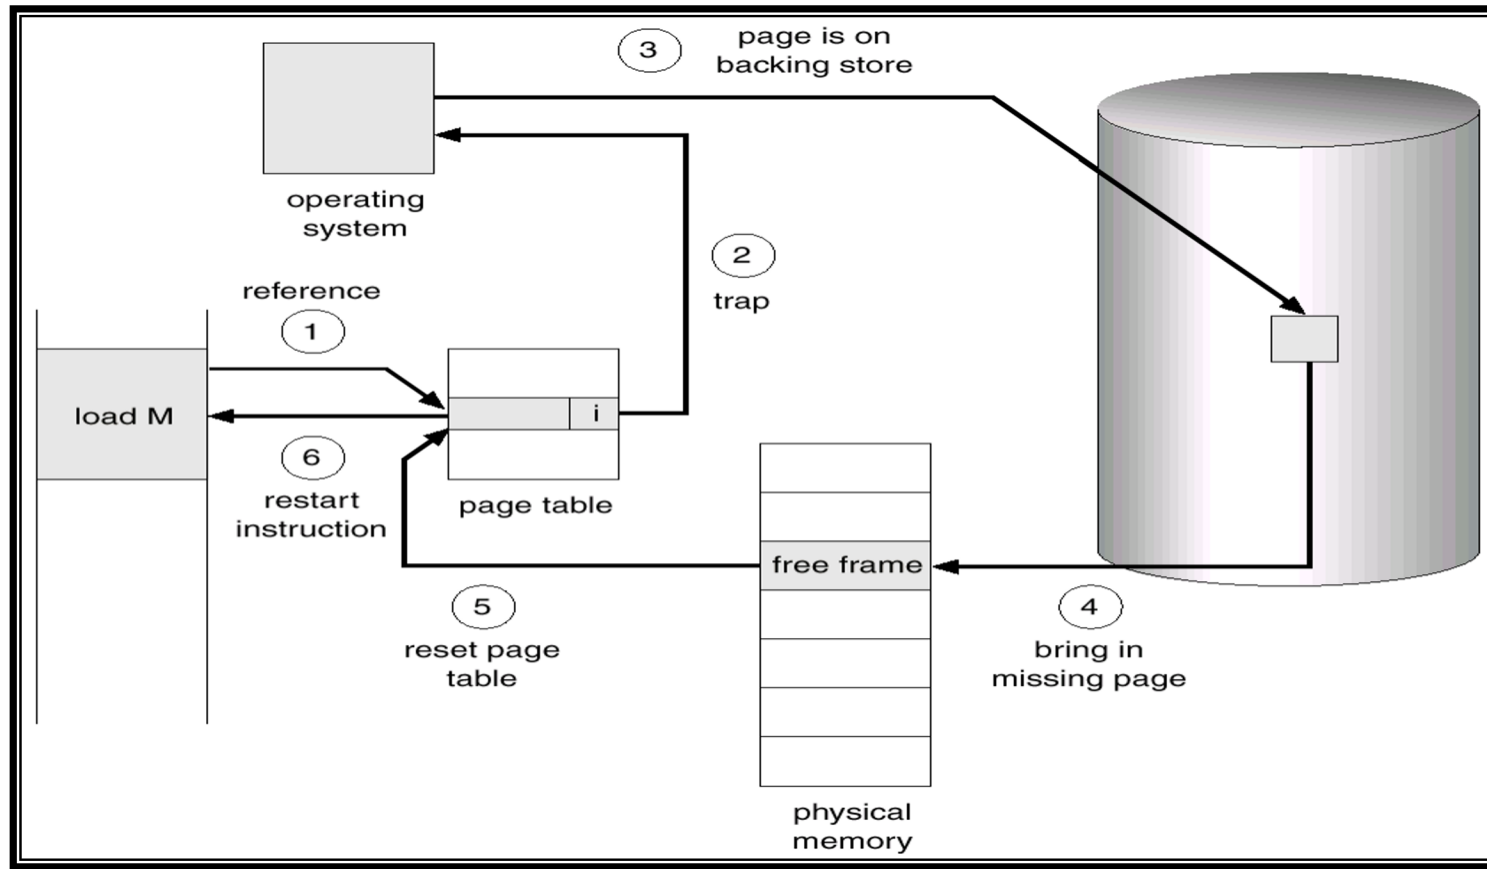 3
page is on
backing store
operating
system
2
trap
reference
1
load M
i
6
restart
instruction
page table
free frame
5
reset page
table
4
bring in
missing page
physical
memory